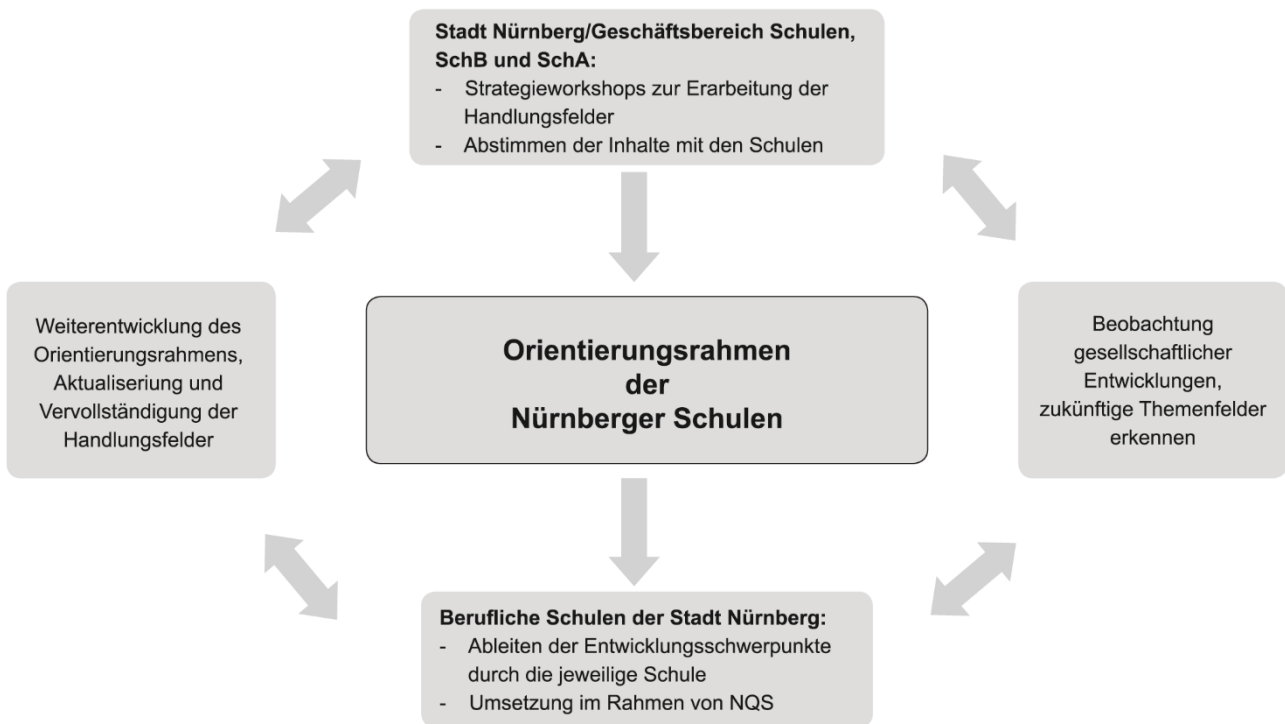 Stadt Nürnberg/Geschäftsbereich Schulen,
SchB und SchA:
- Strategieworkshops zur Erarbeitung der
Handlungsfelder
- Abstimmen der Inhalte mit den Schulen
Weiterentwicklung des
Orientierungsrahmens,
Aktualiseriung und
Vervollständigung der
Handlungsfelder
Orientierungsrahmen
der
Nürnberger Schulen
Beobachtung
gesellschaftlicher
Entwicklungen,
zukünftige Themenfelder
erkennen
Berufliche Schulen der Stadt Nürnberg:
- Ableiten der Entwicklungsschwerpunkte
durch die jeweilige Schule
- Umsetzung im Rahmen von NQS